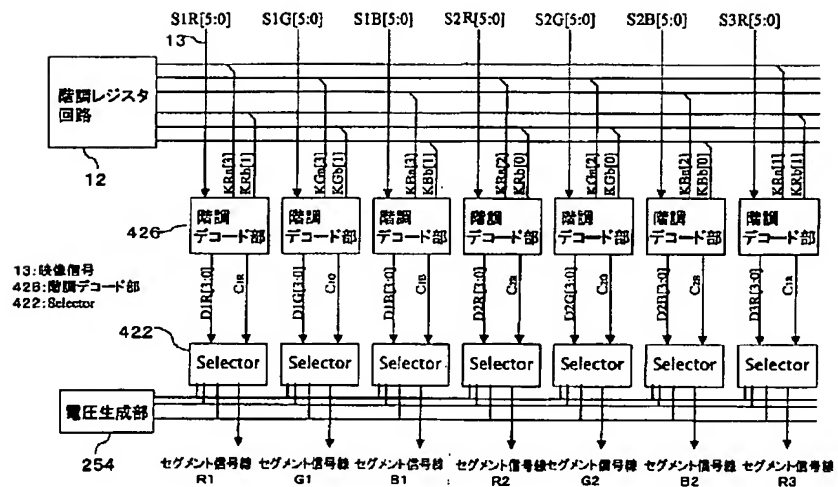 S1R[5:0] S1G[5:0] S1B[5:0] S2R[5:0] S2G[5:0] S2B[5:0] S3R[5:0]
13
階調レジスタ
回路
12
KRa[3] KRb[1] KGa[3] KGb[1] KBa[3] KBb[1] KRa[2] KRb[0] KGa[2] KGb[0] KBa[2] KBb[0] KRa[1] KRb[1]
階調 階調 階調 階調 階調 階調 階調
デコード部 デコード部 デコード部 デコード部 デコード部 デコード部 デコード部
426
13:映像信号
426:階調デコード部
422:Selector
D1R[3:0] C1R D1G[3:0] C1G D1B[3:0] C1B D2R[3:0] C2R D2G[3:0] C2G D2B[3:0] C2B D3R[3:0] C3R
422
Selector Selector Selector Selector Selector Selector Selector
電圧生成部
254
セグメント信号線 セグメント信号線 セグメント信号線 セグメント信号線 セグメント信号線 セグメント信号線 セグメント信号線
R1 G1 B1 R2 G2 B2 R3